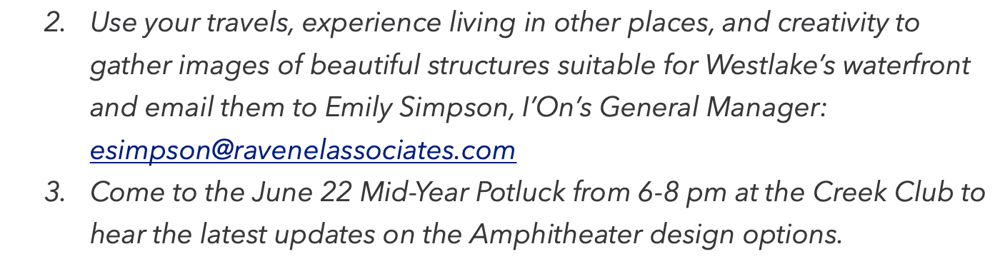 2. Use your travels, experience living in other places, and creativity to
gather images of beautiful structures suitable for Westlake’s waterfront
and email them to Emily Simpson, I’On’s General Manager:
esimpson@ravenelassociates.com
3. Come to the June 22 Mid-Year Potluck from 6-8 pm at the Creek Club to
hear the latest updates on the Amphitheater design options.